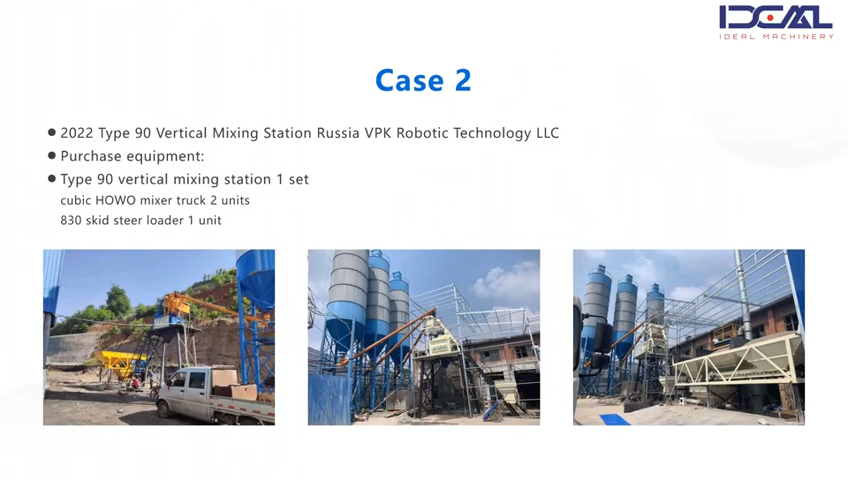 IDEAL
IDEAL MACHINERY
Case 2
● 2022 Type 90 Vertical Mixing Station Russia VPK Robotic Technology LLC
● Purchase equipment:
● Type 90 vertical mixing station 1 set
cubic HOWO mixer truck 2 units
830 skid steer loader 1 unit